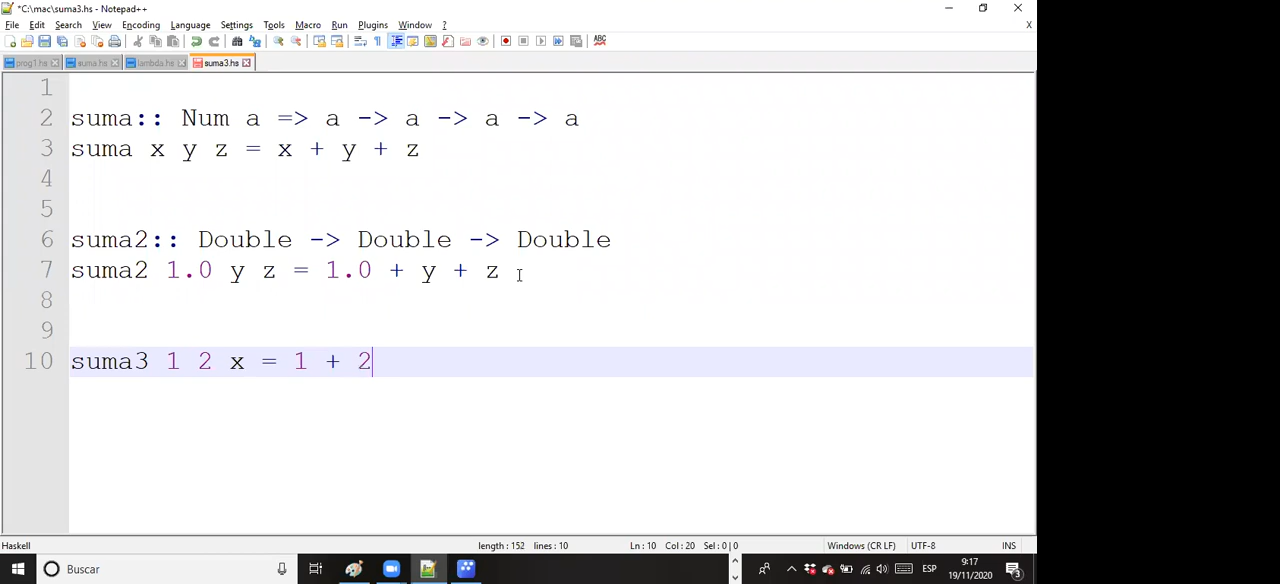 *C:\mac\suma3.hs - Notepad++
File Edit Search View Encoding Language Settings Tools Macro Run Plugins Window ?
X
prog1.hs suma.hs lambda.hs suma3.hs
1
2 suma:: Num a => a -> a -> a -> a
3 suma x y z = x + y + z
4
5
6 suma2:: Double -> Double -> Double
7 suma2 1.0 y z = 1.0 + y + z
8
9
10 suma3 1 2 x = 1 + 2
Haskell length : 152 lines : 10 Ln : 10 Col : 20 Sel : 0 | 0 Windows (CR LF) UTF-8 INS
Buscar ESP 9:17
19/11/2020 3